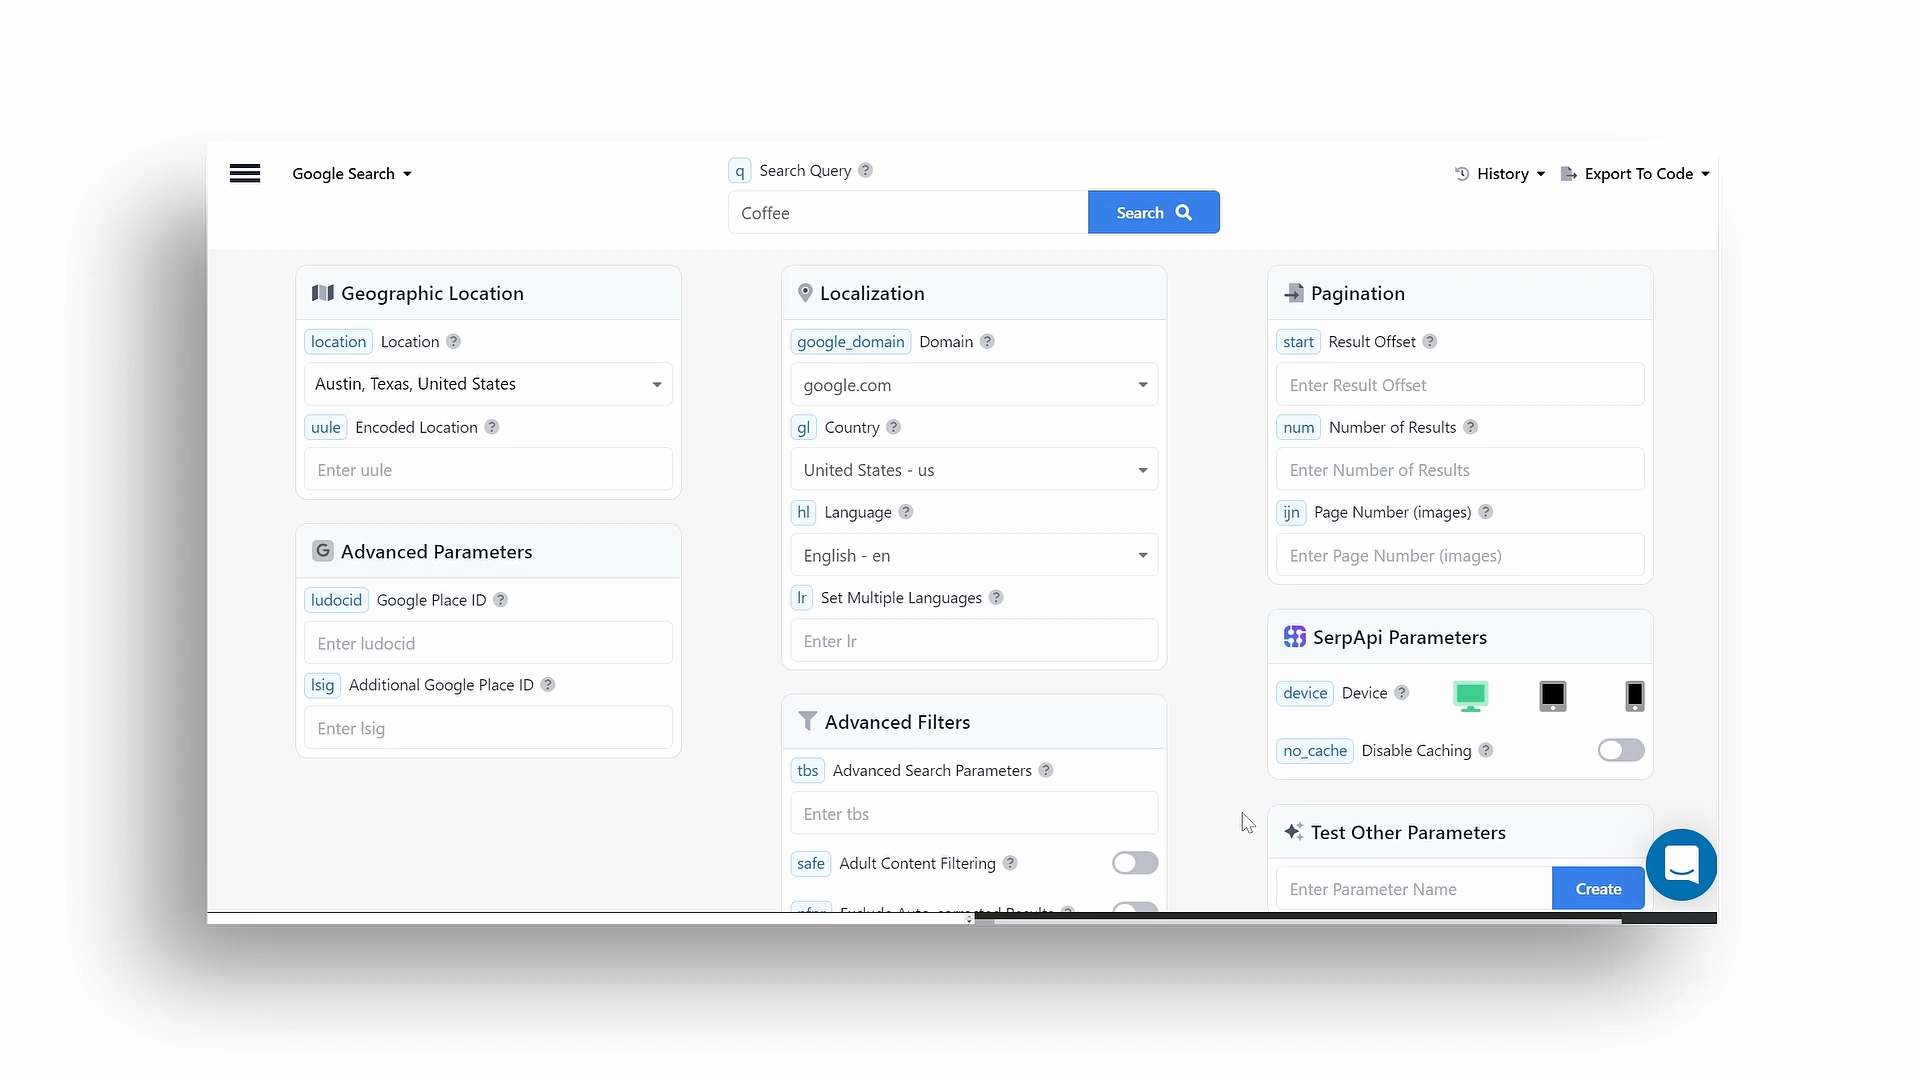 Google Search
q Search Query ?
Coffee
Search
History
Export To Code
Geographic Location
location Location ?
Austin, Texas, United States
uule Encoded Location ?
Enter uule
G Advanced Parameters
ludocid Google Place ID ?
Enter ludocid
lsig Additional Google Place ID ?
Enter lsig
Localization
google_domain Domain ?
google.com
gl Country ?
United States - us
hl Language ?
English - en
lr Set Multiple Languages ?
Enter lr
Advanced Filters
tbs Advanced Search Parameters ?
Enter tbs
safe Adult Content Filtering ?
nfpr Exclude Auto-corrected Results ?
Pagination
start Result Offset ?
Enter Result Offset
num Number of Results ?
Enter Number of Results
ijn Page Number (images) ?
Enter Page Number (images)
SerpApi Parameters
device Device ?
no_cache Disable Caching ?
Test Other Parameters
Enter Parameter Name
Create